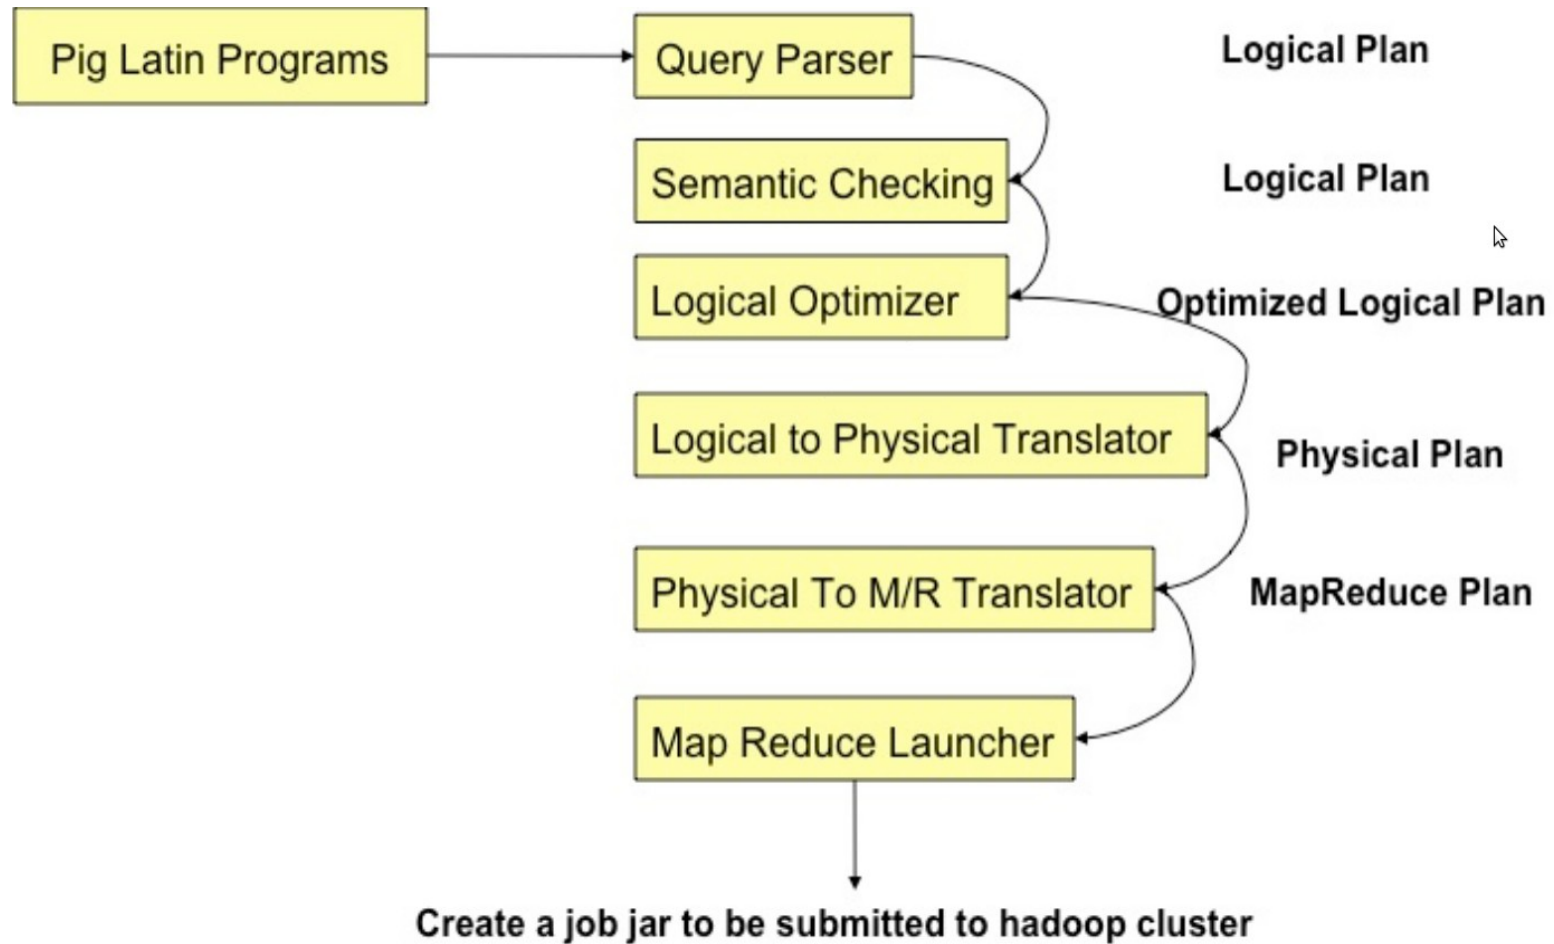 Pig Latin Programs
Query Parser
Logical Plan
Semantic Checking
Logical Plan
Logical Optimizer
Optimized Logical Plan
Logical to Physical Translator
Physical Plan
Physical To M/R Translator
MapReduce Plan
Map Reduce Launcher
Create a job jar to be submitted to hadoop cluster